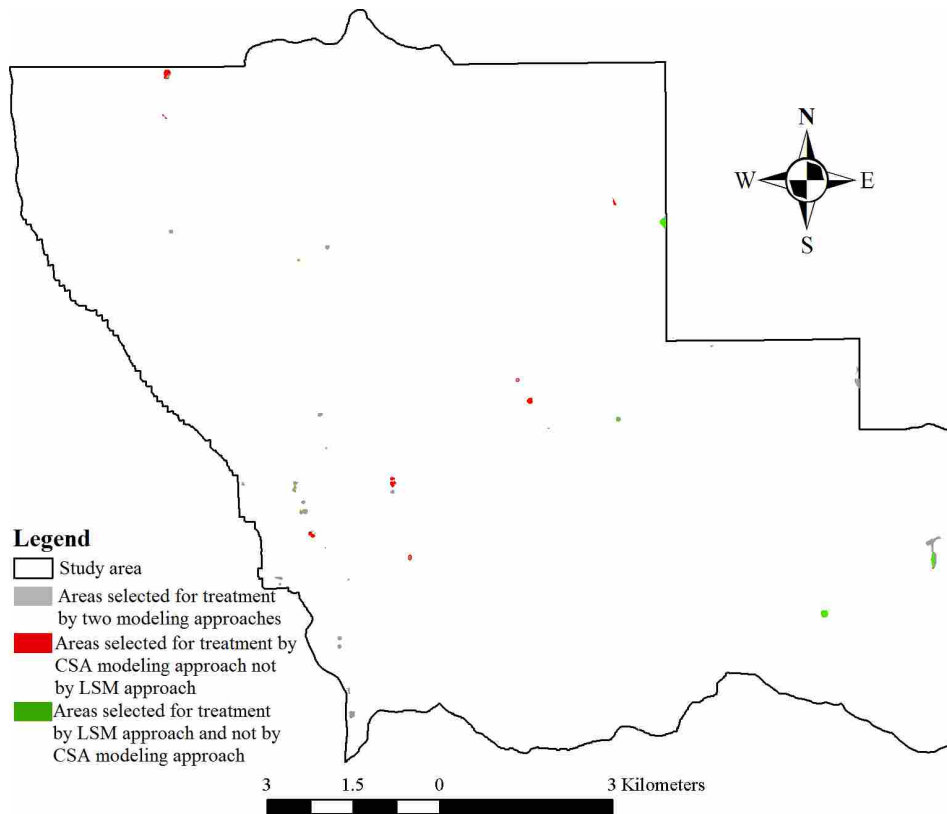 N
W
E
S
Legend
Study area
Areas selected for treatment
by two modeling approaches
Areas selected for treatment by
CSA modeling approach not
by LSM approach
Areas selected for treatment
by LSM approach and not by
CSA modeling approach
3 1.5 0 3 Kilometers